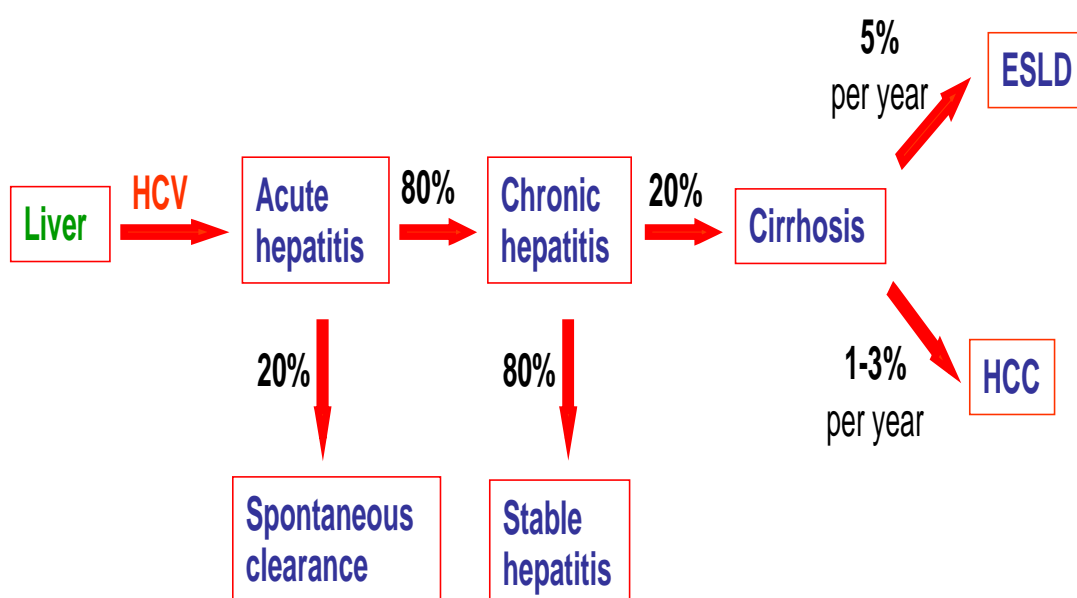 5%
per year
ESLD
Liver
HCV
Acute
hepatitis
80%
Chronic
hepatitis
20%
Cirrhosis
20%
80%
1-3%
per year
HCC
Spontaneous
clearance
Stable
hepatitis